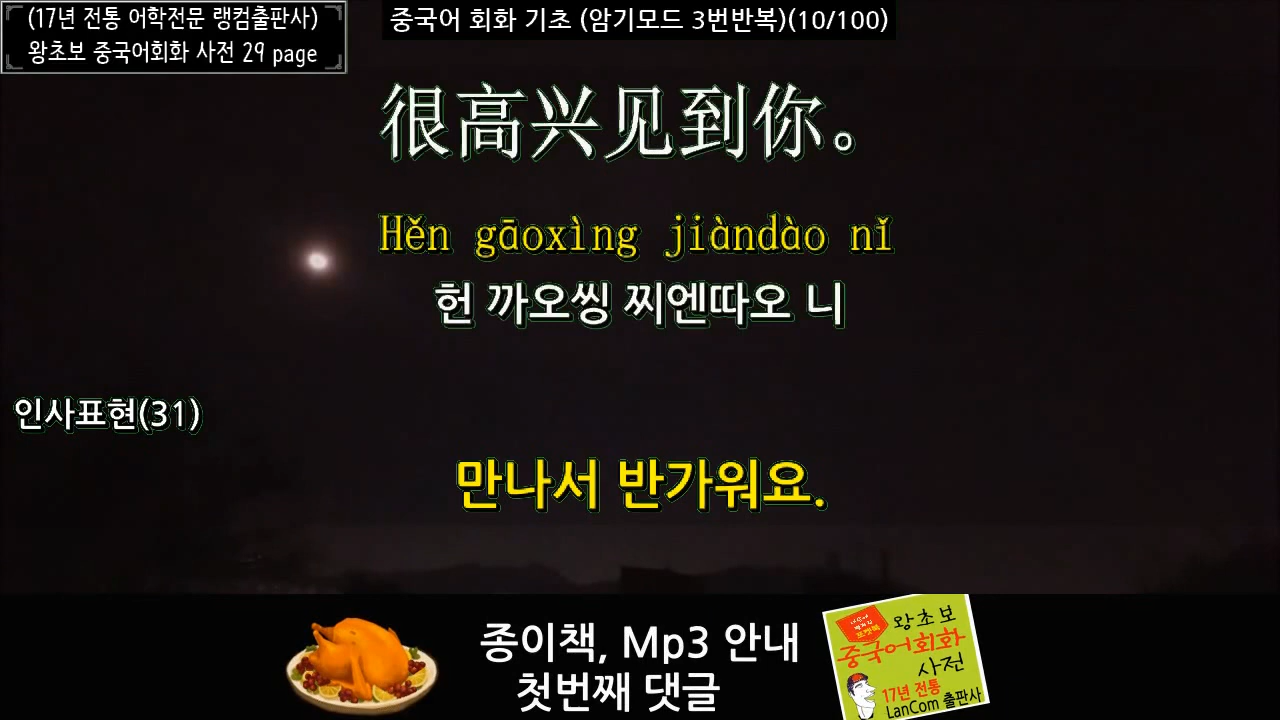 (17년 전통 어학전문 랭컴출판사)
왕초보 중국어회화 사전 29 page
중국어 회화 기초 (암기모드 3번반복)(10/100)
很高兴见到你。
Hěn gāoxìng jiàndào nǐ
헌 까오씽 찌엔따오 니
인사표현(31)
만나서 반가워요.
종이책, Mp3 안내
첫번째 댓글
왕초보
중국어회화
사전
17년 전통
LanCom 출판사